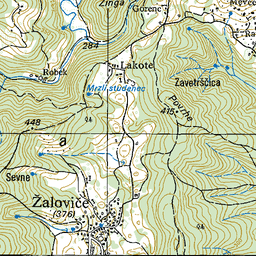 Zinga
Gorenc
284
Lakote
Robek
Zavetrščica
Mrzli studenec
Povrhe
415
448
a
Sevne
Žaloviče
(376)